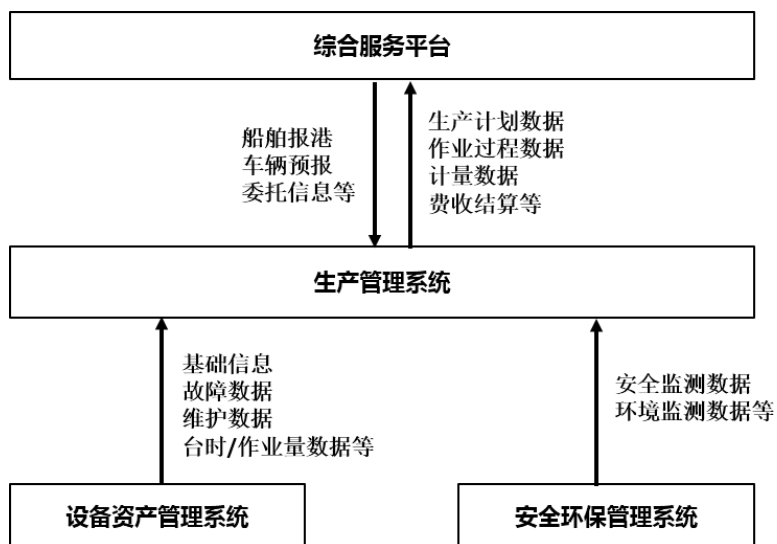 综合服务平台
船舶报港
车辆预报
委托信息等
生产计划数据
作业过程数据
计量数据
费收结算等
生产管理系统
基础信息
故障数据
维护数据
台时/作业量数据等
安全监测数据
环境监测数据等
设备资产管理系统
安全环保管理系统